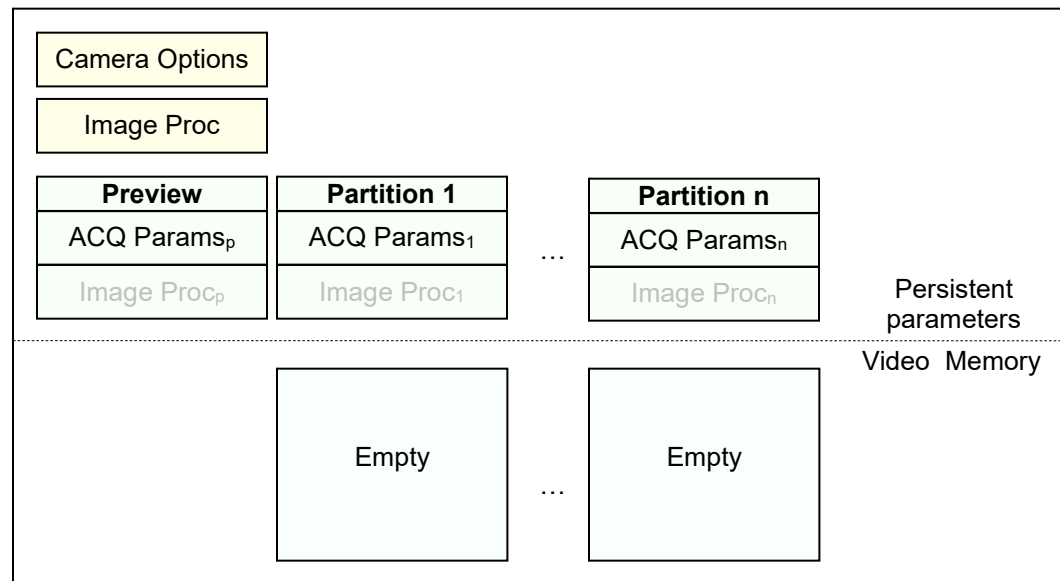 Camera Options
Image Proc
Preview Partition 1 Partition n
ACQ Paramsₚ ACQ Params₁ ... ACQ Paramsₙ
Image Procₚ Image Proc₁ Image Procₙ
Persistent
parameters
Video Memory
Empty ... Empty